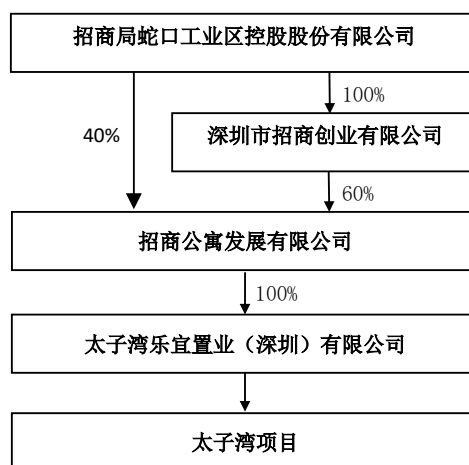 招商局蛇口工业区控股股份有限公司
100%
40%
深圳市招商创业有限公司
60%
招商公寓发展有限公司
100%
太子湾乐宜置业（深圳）有限公司
太子湾项目